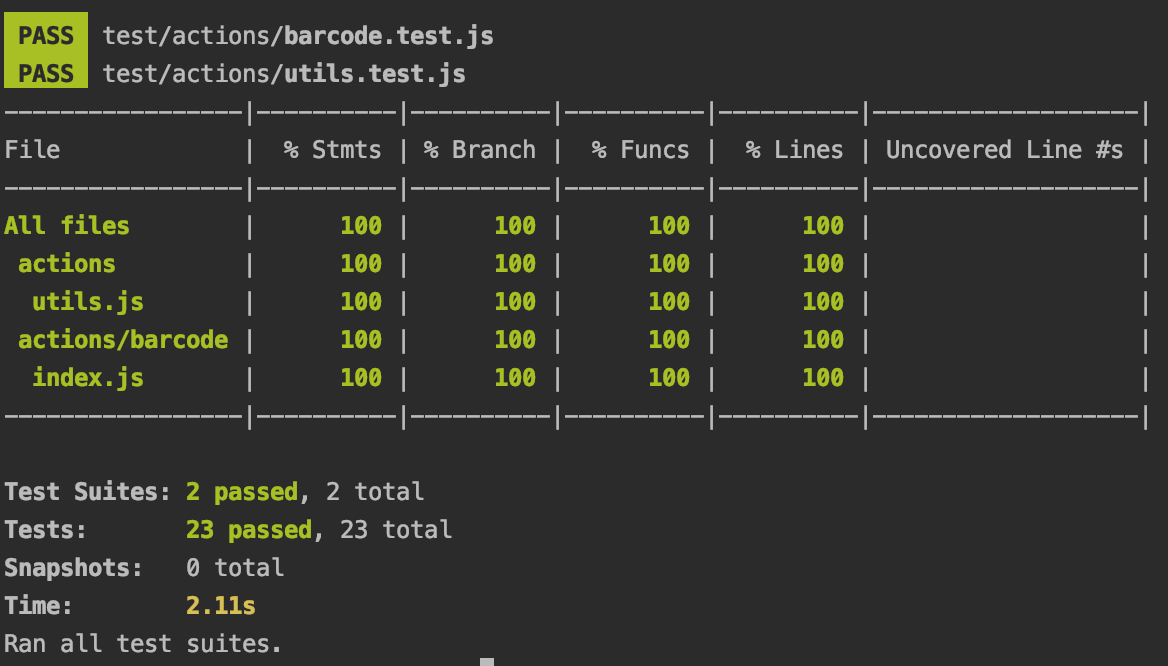 PASS test/actions/barcode.test.js
PASS test/actions/utils.test.js
-----------------|----------|----------|----------|----------|-------------------|
File             |  % Stmts | % Branch |  % Funcs |  % Lines | Uncovered Line #s |
-----------------|----------|----------|----------|----------|-------------------|
All files        |      100 |      100 |      100 |      100 |                   |
 actions         |      100 |      100 |      100 |      100 |                   |
  utils.js       |      100 |      100 |      100 |      100 |                   |
 actions/barcode |      100 |      100 |      100 |      100 |                   |
  index.js       |      100 |      100 |      100 |      100 |                   |
-----------------|----------|----------|----------|----------|-------------------|
Test Suites: 2 passed, 2 total
Tests:       23 passed, 23 total
Snapshots:   0 total
Time:        2.11s
Ran all test suites.